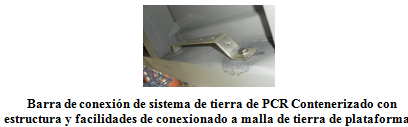 Barra de conexión de sistema de tierra de PCR Contenerizado con
estructura y facilidades de conexionado a malla de tierra de plataforma